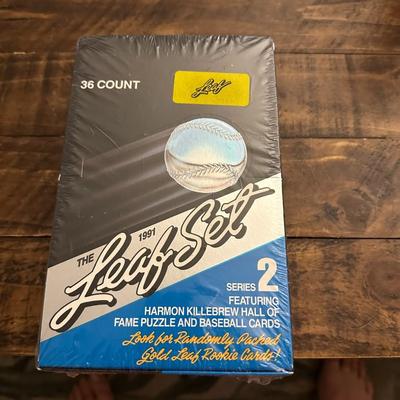 36 COUNT
Leaf
THE 1991
Leaf Set
SERIES 2
FEATURING
HARMON KILLEBREW HALL OF
FAME PUZZLE AND BASEBALL CARDS
Look for Randomly Packed
Gold Leaf Rookie Cards!